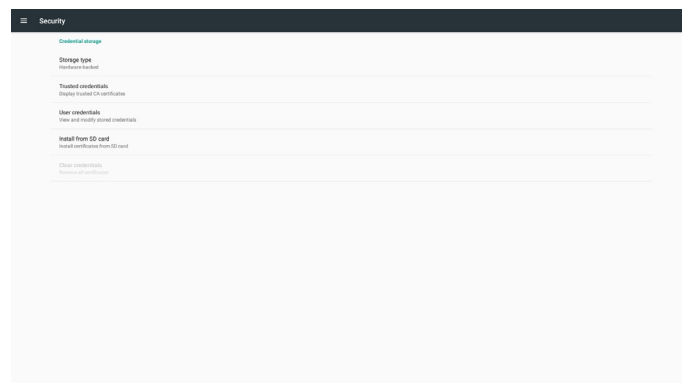 Security
Credential storage
Storage type
Hardware-backed
Trusted credentials
Display trusted CA certificates
User credentials
View and modify stored credentials
Install from SD card
Install certificates from SD card
Clear credentials
Remove all certificates